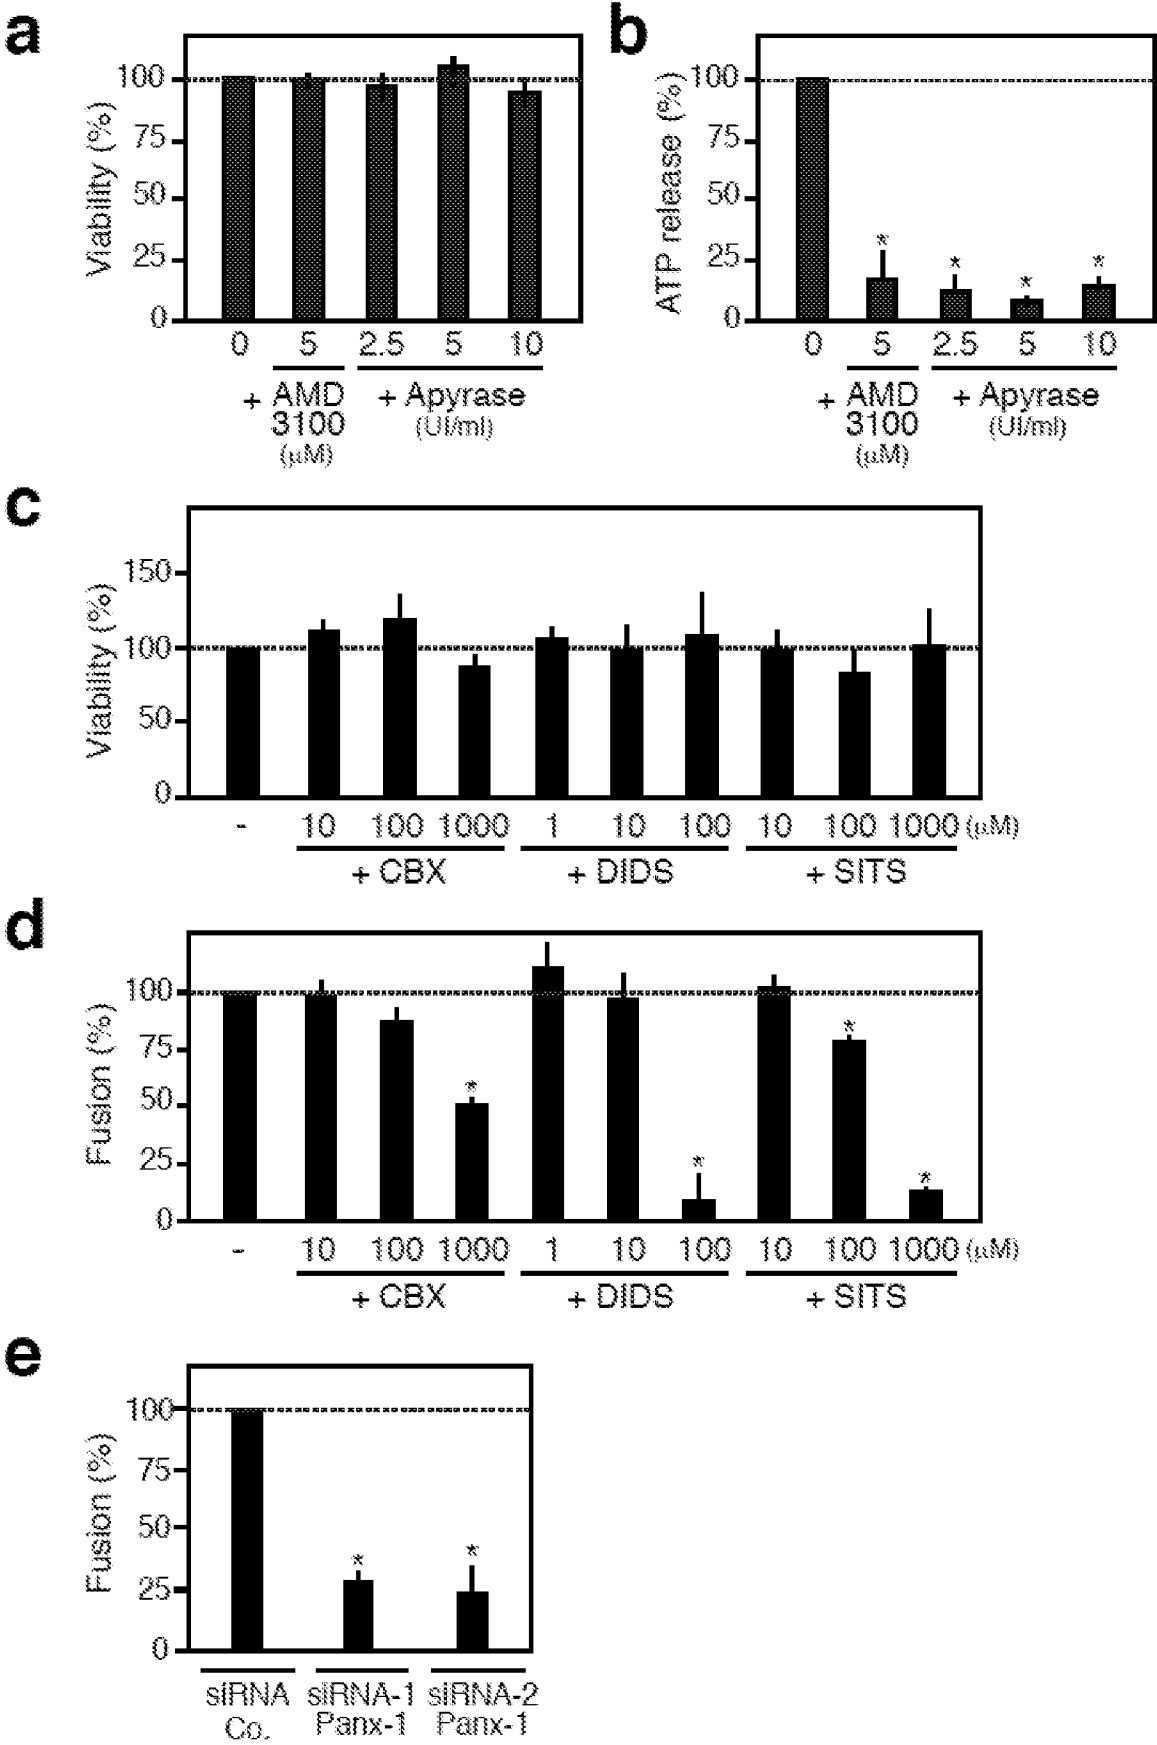 a
Viability (%)
100
75
50
25
0
0 5 2.5 5 10
+ AMD 3100 (μM)
+ Apyrase (UI/ml)
b
ATP release (%)
100
75
50
25
0
0 5 2.5 5 10
* * * *
+ AMD 3100 (μM)
+ Apyrase (UI/ml)
c
Viability (%)
150
100
50
0
- 10 100 1000 1 10 100 10 100 1000 (μM)
+ CBX + DIDS + SITS
d
Fusion (%)
100
75
50
25
0
* * * *
- 10 100 1000 1 10 100 10 100 1000 (μM)
+ CBX + DIDS + SITS
e
Fusion (%)
100
75
50
25
0
* *
siRNA siRNA-1 siRNA-2
Co. Panx-1 Panx-1